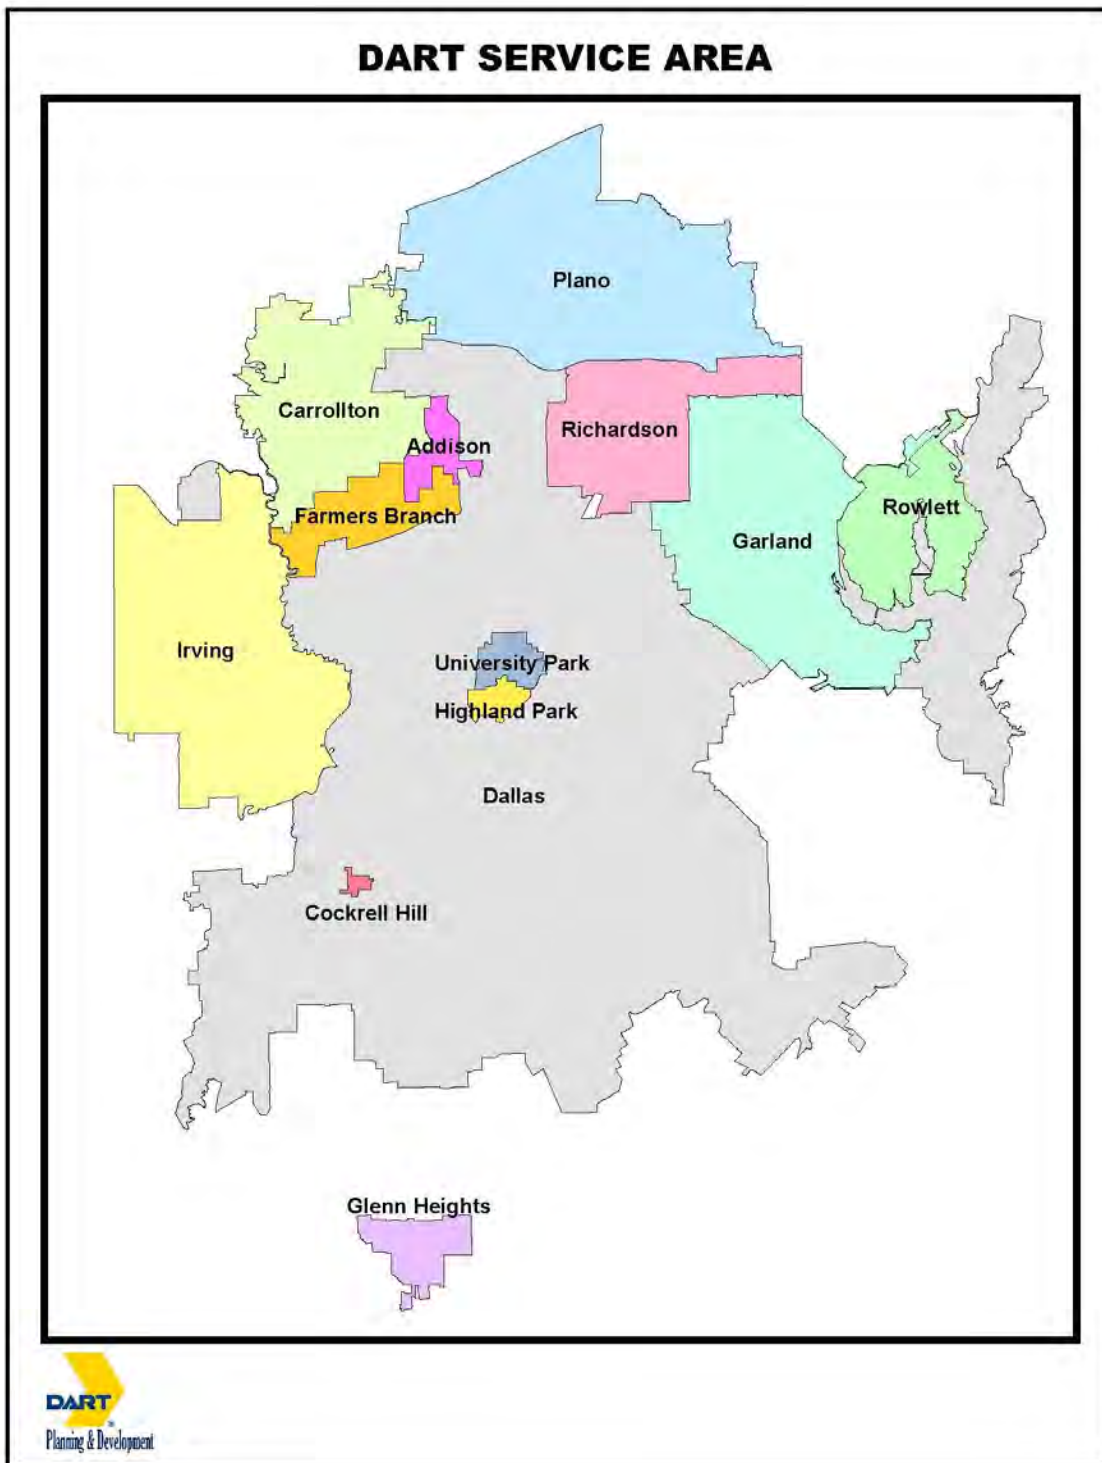 DART SERVICE AREA
Plano
Carrollton
Richardson
Addison
Rowlett
Farmers Branch
Garland
Irving
University Park
Highland Park
Dallas
Cockrell Hill
Glenn Heights
DART
Planning & Development